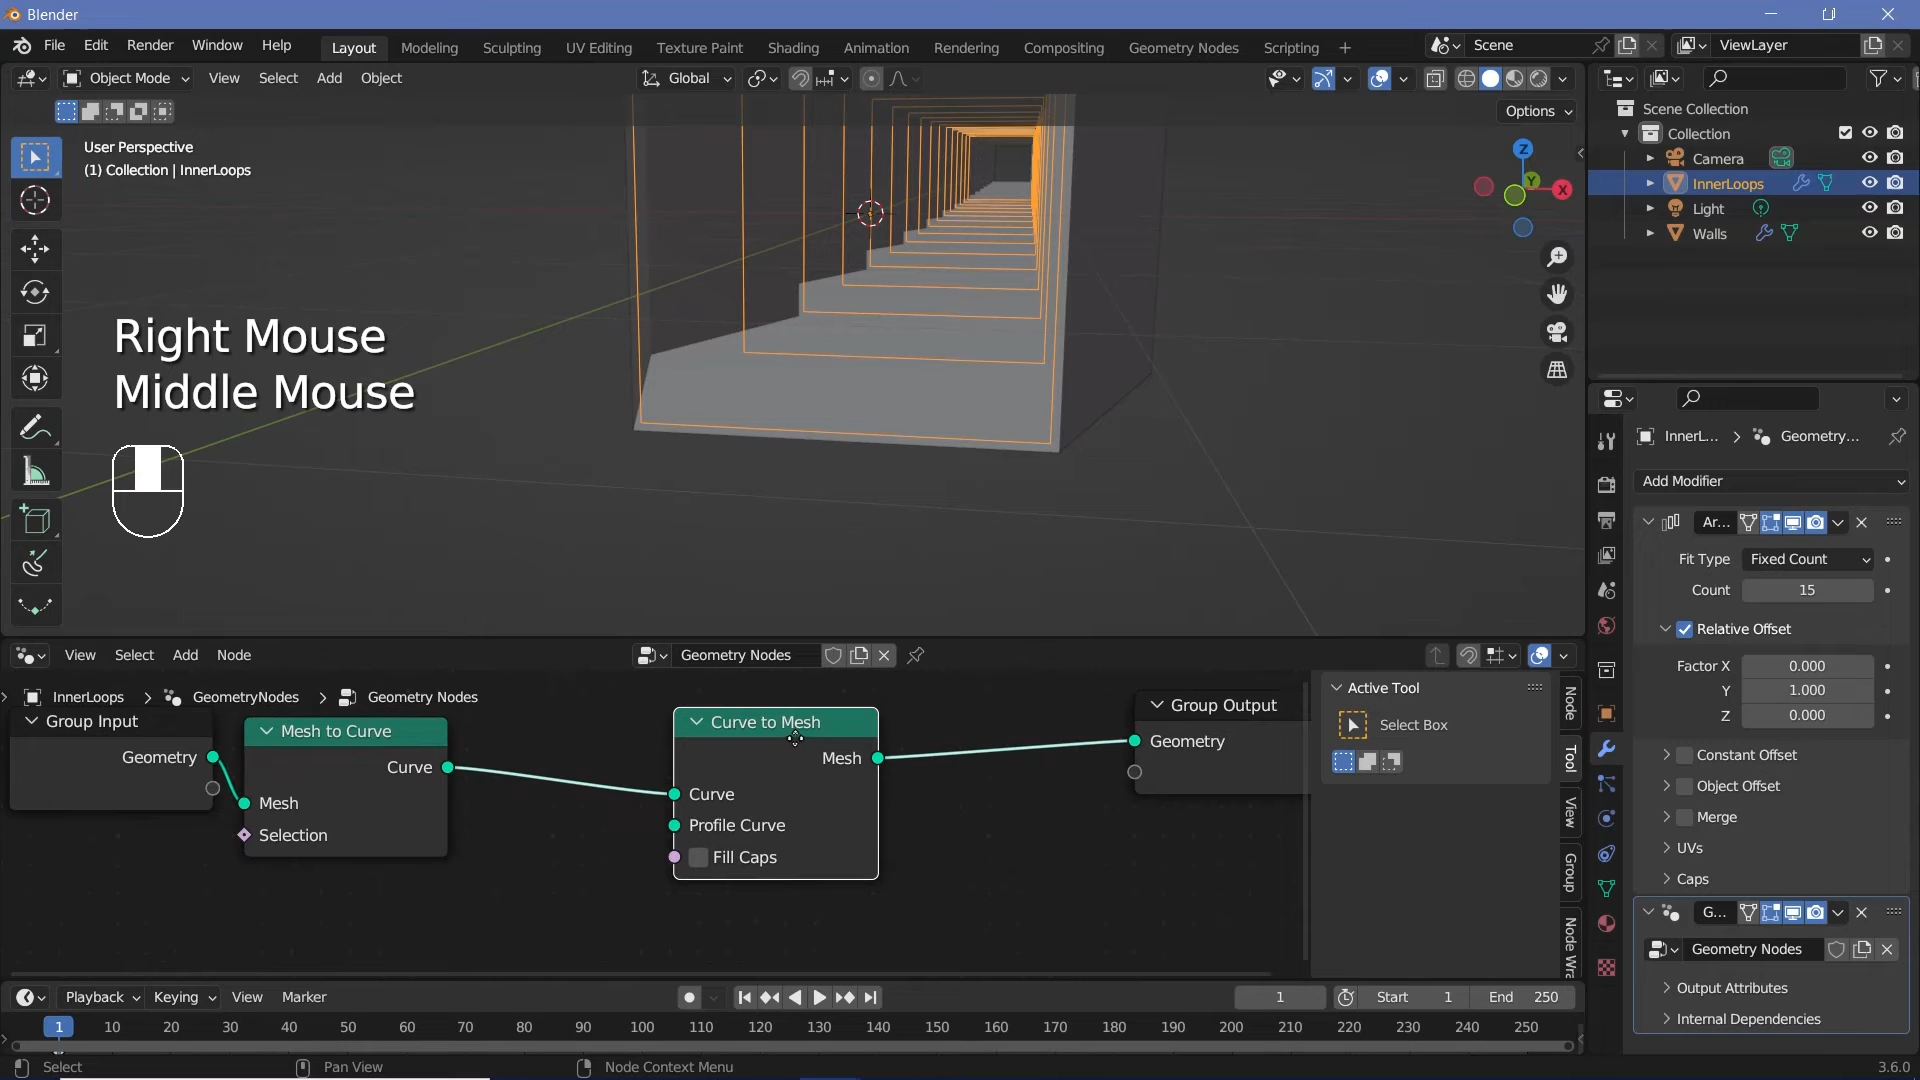 Blender
File Edit Render Window Help
Layout Modeling Sculpting UV Editing Texture Paint Shading Animation Rendering Compositing Geometry Nodes Scripting +
Scene
ViewLayer
Object Mode View Select Add Object
Global
Options
User Perspective
(1) Collection | InnerLoops
Z
Y
X
Right Mouse
Middle Mouse
Scene Collection
Collection
Camera
InnerLoops
Light
Walls
InnerL... > Geometry...
Add Modifier
Ar...
Fit Type Fixed Count
Count 15
Relative Offset
Factor X 0.000
Y 1.000
Z 0.000
Constant Offset
Object Offset
Merge
UVs
Caps
G...
Geometry Nodes
Output Attributes
Internal Dependencies
View Select Add Node
Geometry Nodes
InnerLoops > GeometryNodes > Geometry Nodes
Group Input
Geometry
Mesh to Curve
Curve
Mesh
Selection
Curve to Mesh
Mesh
Curve
Profile Curve
Fill Caps
Group Output
Geometry
Active Tool
Select Box
Node
Tool
View
Group
Node Wra
Playback Keying View Marker
1
Start 1
End 250
1 10 20 30 40 50 60 70 80 90 100 110 120 130 140 150 160 170 180 190 200 210 220 230 240 250
Select
Pan View
Node Context Menu
3.6.0